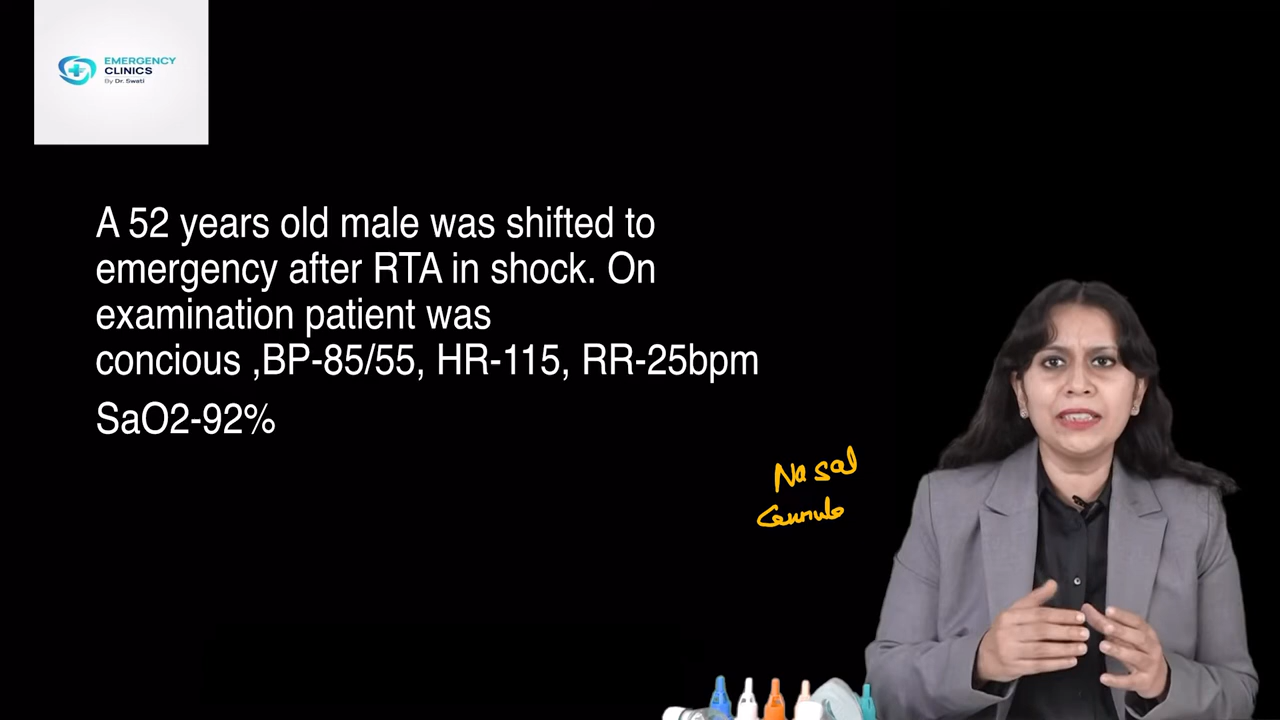 EMERGENCY
CLINICS
By Dr. Swati
A 52 years old male was shifted to
emergency after RTA in shock. On
examination patient was
concious ,BP-85/55, HR-115, RR-25bpm
SaO2-92%
Nasal